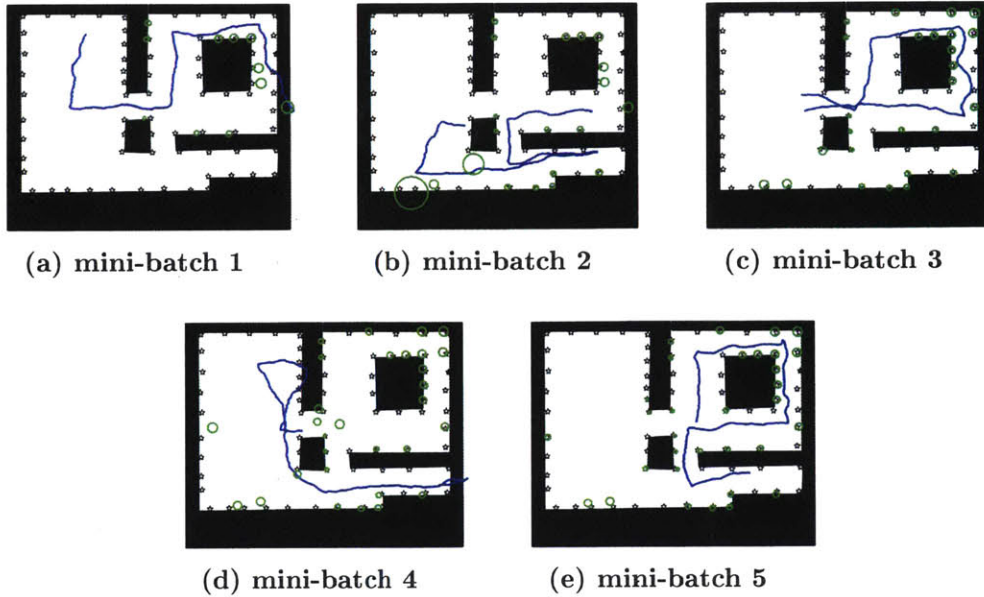 (a) mini-batch 1
(b) mini-batch 2
(c) mini-batch 3
(d) mini-batch 4
(e) mini-batch 5